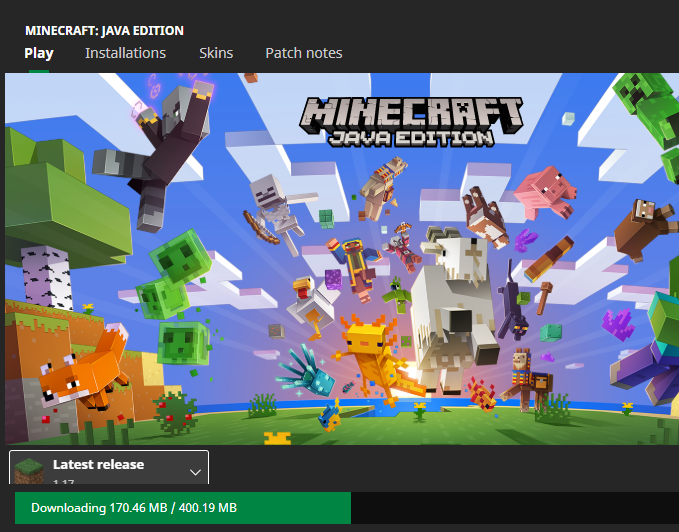 MINECRAFT: JAVA EDITION
Play Installations Skins Patch notes
MINECRAFT
JAVA EDITION
Latest release
1.17
Downloading 170.46 MB / 400.19 MB